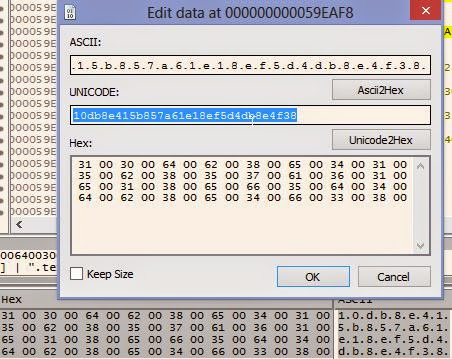 Edit data at 000000000059EAF8
ASCII:
.1.5.b.8.5.7.a.6.1.e.1.8.e.f.5.d.4.d.b.8.e.4.f.3.8.
Ascii2Hex
UNICODE:
10db8e415b857a61e18ef5d4db8e4f38
Unicode2Hex
Hex:
31 00 30 00 64 00 62 00 38 00 65 00 34 00 31 00
35 00 62 00 38 00 35 00 37 00 61 00 36 00 31 00
65 00 31 00 38 00 65 00 66 00 35 00 64 00 34 00
64 00 62 00 38 00 65 00 34 00 66 00 33 00 38 00
Keep Size
OK
Cancel
] | ".te
Hex
ASCII
31 00 30 00 64 00 62 00 38 00 65 00 34 00 31 00 1.0.d.b.8.e.4.1
35 00 62 00 38 00 35 00 37 00 61 00 36 00 31 00 5.b.8.5.7.a.6.1
65 00 31 00 38 00 65 00 66 00 35 00 64 00 34 00 e.1.8.e.f.5.d.4
64 00 62 00 38 00 65 00 34 00 66 00 33 00 38 00 d.b.8.e.4.f.3.8